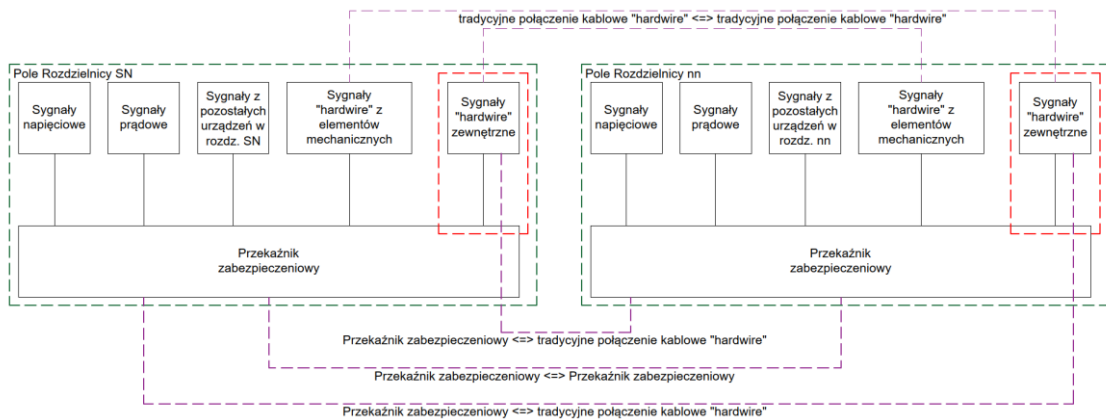 tradycyjne połączenie kablowe "hardwire" <=> tradycyjne połączenie kablowe "hardwire"
Pole Rozdzielnicy SN
Sygnały
napięciowe
Sygnały
prądowe
Sygnały z
pozostałych
urządzeń w
rozdz. SN
Sygnały
"hardwire" z
elementów
mechanicznych
Sygnały
"hardwire"
zewnętrzne
Przekaźnik
zabezpieczeniowy
Pole Rozdzielnicy nn
Sygnały
napięciowe
Sygnały
prądowe
Sygnały z
pozostałych
urządzeń w
rozdz. nn
Sygnały
"hardwire" z
elementów
mechanicznych
Sygnały
"hardwire"
zewnętrzne
Przekaźnik
zabezpieczeniowy
Przekaźnik zabezpieczeniowy <=> tradycyjne połączenie kablowe "hardwire"
Przekaźnik zabezpieczeniowy <=> Przekaźnik zabezpieczeniowy
Przekaźnik zabezpieczeniowy <=> tradycyjne połączenie kablowe "hardwire"